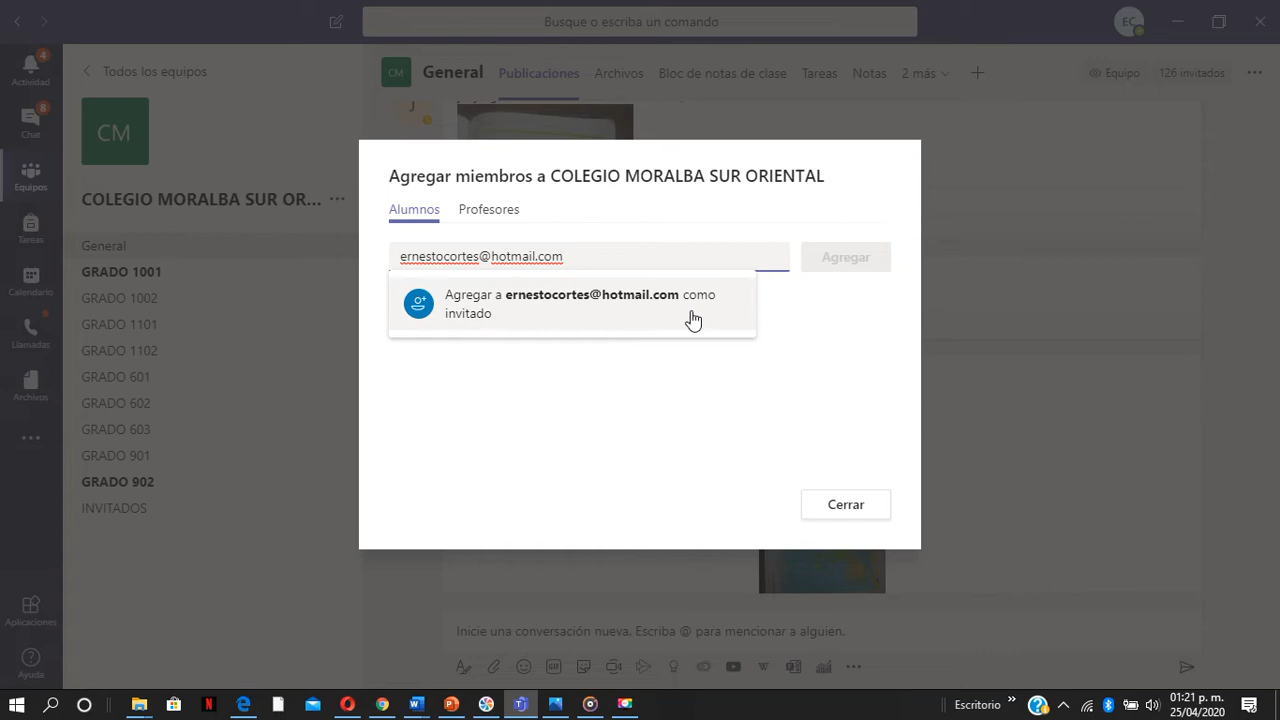 Busque o escriba un comando
EC
4
Actividad
8
Chat
Equipos
Tareas
Calendario
Llamadas
Archivos
Aplicaciones
Ayuda
Todos los equipos
CM
COLEGIO MORALBA SUR OR...
General
GRADO 1001
GRADO 1002
GRADO 1101
GRADO 1102
GRADO 601
GRADO 602
GRADO 603
GRADO 901
GRADO 902
INVITADOS
CM
General
Publicaciones
Archivos
Bloc de notas de clase
Tareas
Notas
2 más
Equipo
126 invitados
J
Agregar miembros a COLEGIO MORALBA SUR ORIENTAL
Alumnos
Profesores
ernestocortes@hotmail.com
Agregar
Agregar a ernestocortes@hotmail.com como
invitado
Cerrar
Inicie una conversación nueva. Escriba @ para mencionar a alguien.
GIF
Escritorio
01:21 p. m.
25/04/2020